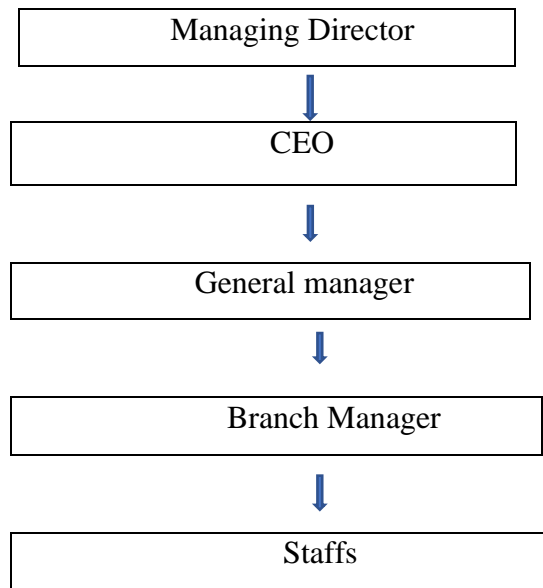 Managing Director
CEO
General manager
Branch Manager
Staffs